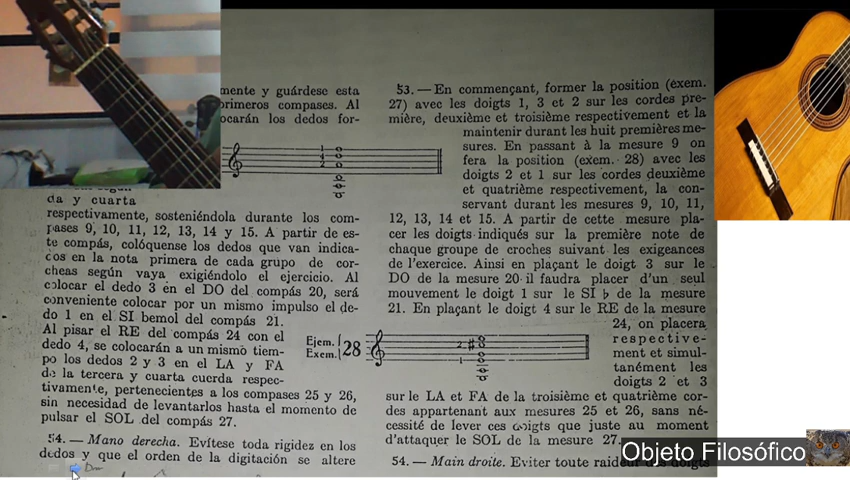 mente y guárdese esta
primeros compases. Al
ocarán los dedos for-
da y cuarta
respectivamente, sosteniéndola durante los com-
pases 9, 10, 11, 12, 13, 14 y 15. A partir de es-
te compás, colóquense los dedos que van indica-
dos en la nota primera de cada grupo de cor-
cheas según vaya exigiéndolo el ejercicio. Al
colocar el dedo 3 en el DO del compás 20, será
conveniente colocar por un mismo impulso el de-
do 1 en el SI bemol del compás 21.
Al pisar el RE del compás 24 con el
dedo 4, se colocarán a un mismo tiem-
po los dedos 2 y 3 en el LA y FA
de la tercera y cuarta cuerda respec-
tivamente, pertenecientes a los compases 25 y 26,
sin necesidad de levantarlos hasta el momento de
pulsar el SOL del compás 27.
54. — Mano derecha. Evítese toda rigidez en los
dedos y que el orden de la digitación se altere
Ejem.
Exem. 28
53. — En commençant, former la position (exem.
27) avec les doigts 1, 3 et 2 sur les cordes pre-
mière, deuxième et troisième respectivement et la
maintenir durant les huit premières me-
sures. En passant à la mesure 9 on
fera la position (exem. 28) avec les
doigts 2 et 1 sur les cordes deuxième
et quatrième respectivement, la con-
servant durant les mesures 9, 10, 11,
12, 13, 14 et 15. A partir de cette mesure pla-
cer les doigts indiqués sur la première note de
chaque groupe de croches suivant les exigeances
de l'exercice. Ainsi en plaçant le doigt 3 sur le
DO de la mesure 20 il faudra placer d'un seul
mouvement le doigt 1 sur le SI ♭ de la mesure
21. En plaçant le doigt 4 sur le RE de la mesure
24, on placera
respective-
ment et simul-
tanément les
doigts 2 et 3
sur le LA et FA de la troisième et quatrième cor-
des appartenant aux mesures 25 et 26, sans né-
cessité de lever ces doigts que juste au moment
d'attaquer le SOL de la mesure 27.
54. — Main droite. Eviter toute raideur des doigts
Objeto Filosófico